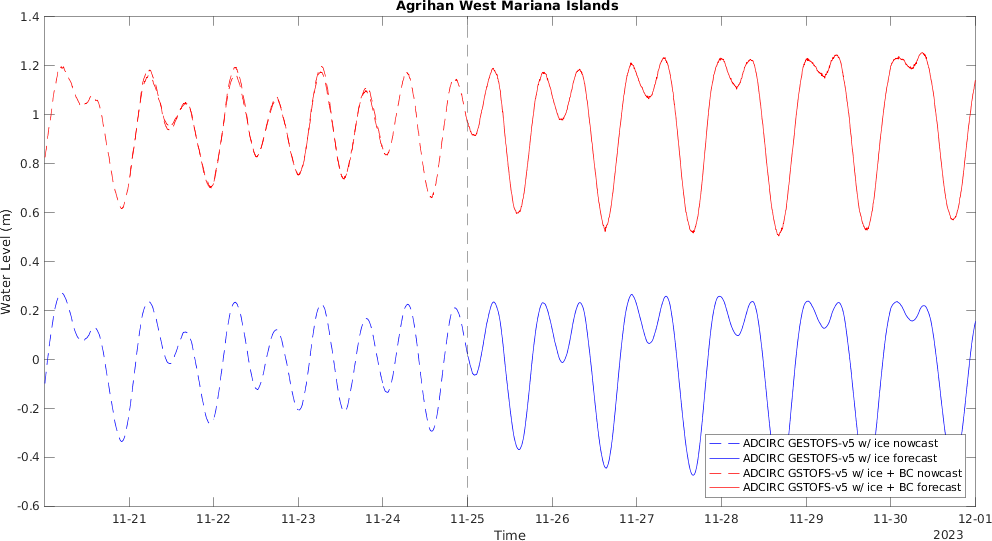 Agrihan West Mariana Islands
1.4
1.2
1
0.8
0.6
0.4
0.2
0
-0.2
-0.4
-0.6
Water Level (m)
11-21 11-22 11-23 11-24 11-25 11-26 11-27 11-28 11-29 11-30 12-01
Time
2023
ADCIRC GESTOFS-v5 w/ ice nowcast
ADCIRC GESTOFS-v5 w/ ice forecast
ADCIRC GSTOFS-v5 w/ ice + BC nowcast
ADCIRC GSTOFS-v5 w/ ice + BC forecast